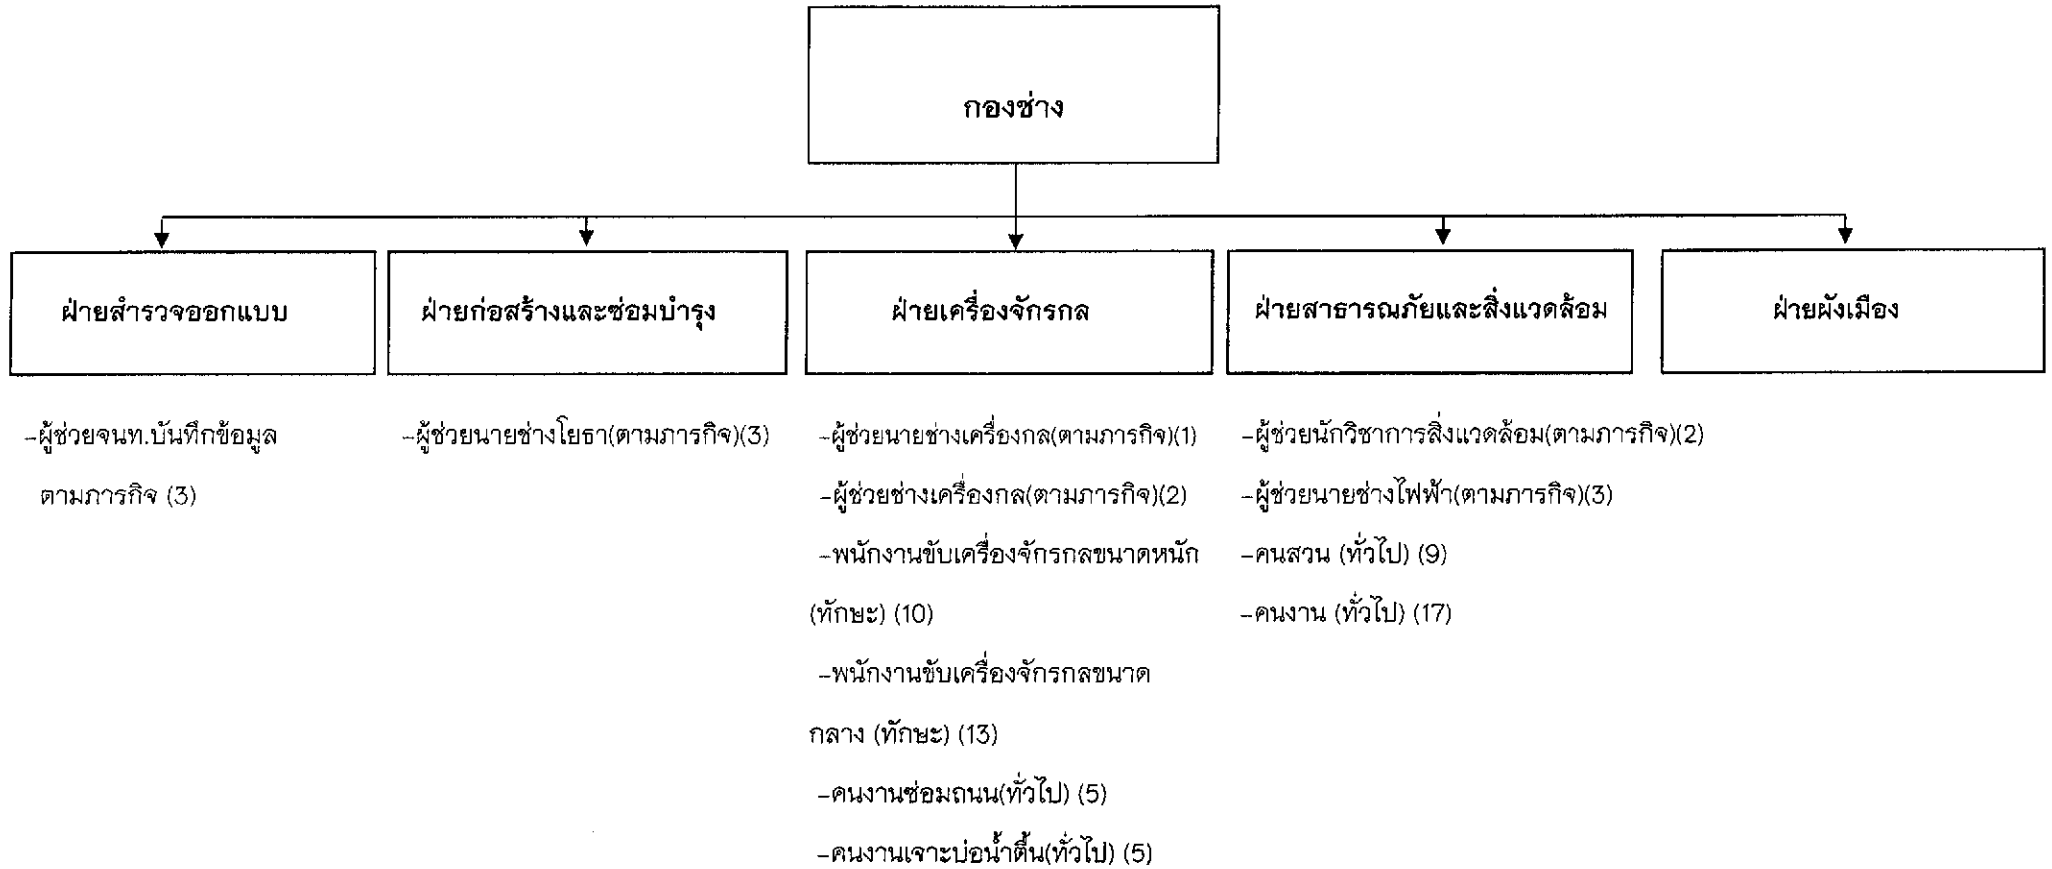 กองช่าง
ฝ่ายสำรวจออกแบบ
ฝ่ายก่อสร้างและซ่อมบำรุง
ฝ่ายเครื่องจักรกล
ฝ่ายสาธารณภัยและสิ่งแวดล้อม
ฝ่ายผังเมือง
-ผู้ช่วยจนท.บันทึกข้อมูล
ตามภารกิจ (3)
-ผู้ช่วยนายช่างโยธา(ตามภารกิจ)(3)
-ผู้ช่วยนายช่างเครื่องกล(ตามภารกิจ)(1)
-ผู้ช่วยช่างเครื่องกล(ตามภารกิจ)(2)
-พนักงานขับเครื่องจักรกลขนาดหนัก
(ทักษะ) (10)
-พนักงานขับเครื่องจักรกลขนาด
กลาง (ทักษะ) (13)
-คนงานซ่อมถนน(ทั่วไป) (5)
-คนงานเจาะบ่อน้ำตื้น(ทั่วไป) (5)
-ผู้ช่วยนักวิชาการสิ่งแวดล้อม(ตามภารกิจ)(2)
-ผู้ช่วยนายช่างไฟฟ้า(ตามภารกิจ)(3)
-คนสวน (ทั่วไป) (9)
-คนงาน (ทั่วไป) (17)